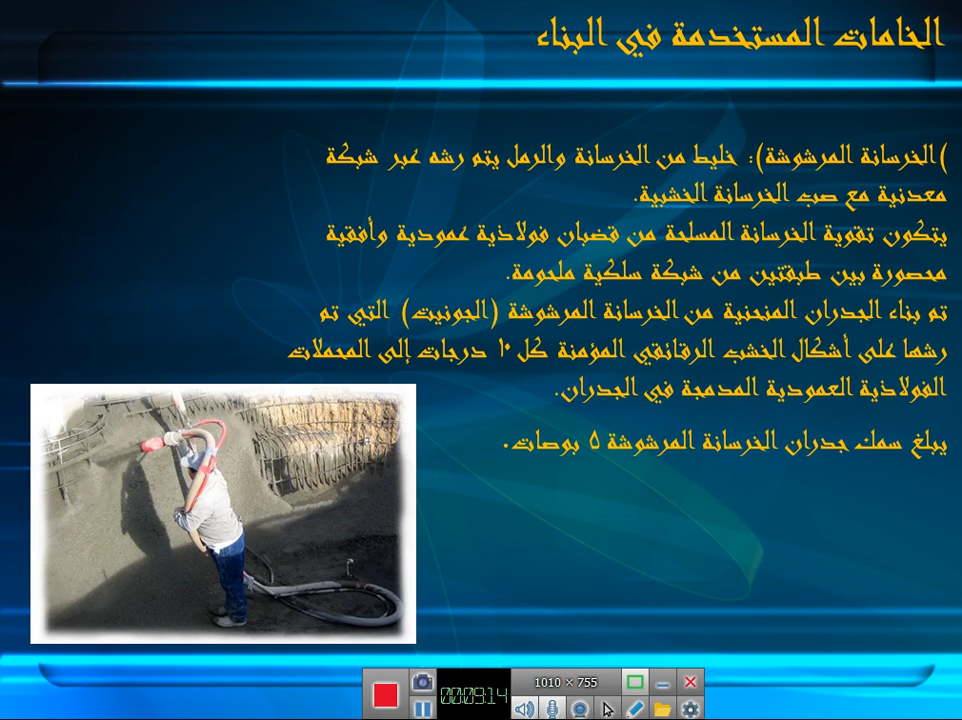 الخامات المستخدمة في البناء
)الخرسانة المرشوشة): خليط من الخرسانة والرمل يتم رشه عبر شبكة
معدنية مع صب الخرسانة الخشبية.
يتكون تقوية الخرسانة المسلحة من قضبان فولاذية عمودية وأفقية
محصورة بين طبقتين من شبكة سلكية ملحومة.
تم بناء الجدران المنحنية من الخرسانة المرشوشة (الجونيت) التي تم
رشها على أشكال الخشب الرقائقي المؤمنة كل ١٠ درجات إلى المحملات
الفولاذية العمودية المدمجة في الجدران.
يبلغ سمك جدران الخرسانة المرشوشة ٥ بوصات.
00:03:14
1010 × 755